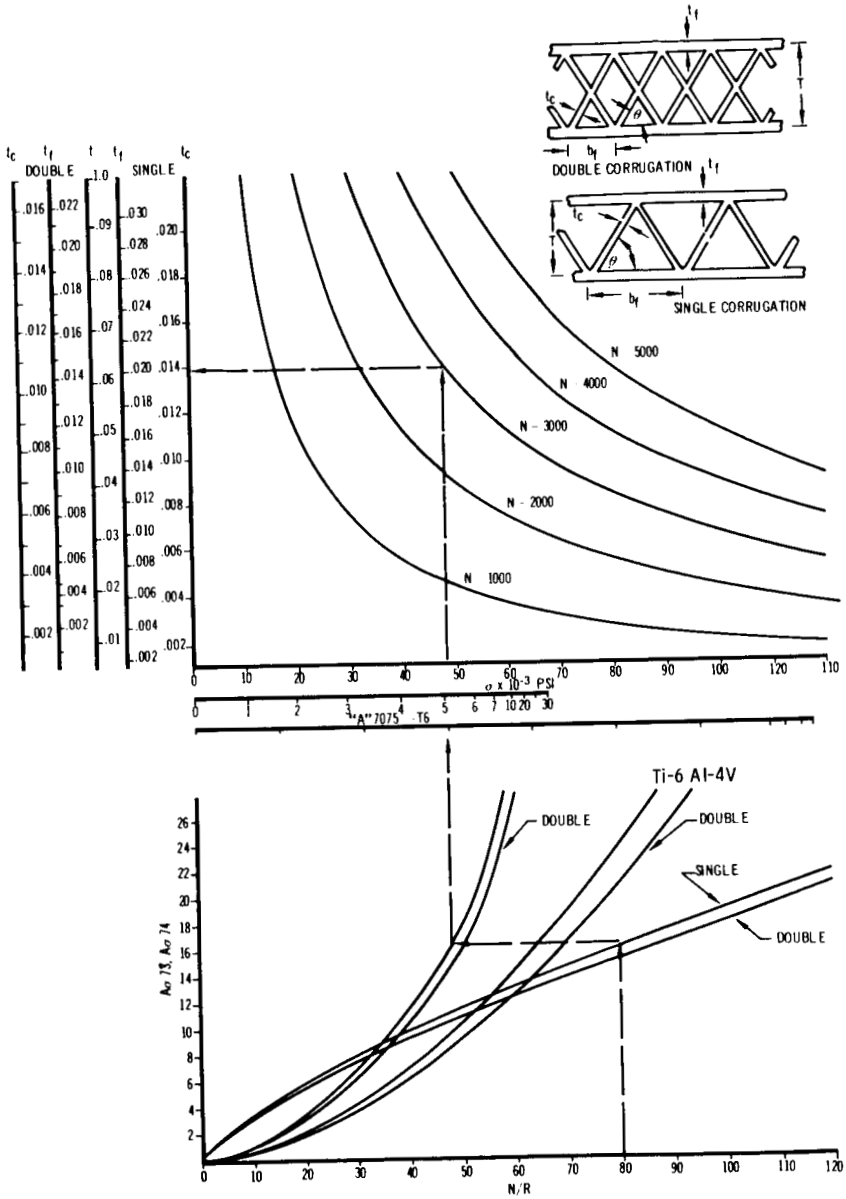 t_f
T
t_c
θ
b_f
DOUBLE CORRUGATION
t_f
t_c
T
θ
b_f
SINGLE CORRUGATION
t_c t_f t t_f t_c
DOUBLE SINGLE
.016
.014
.012
.010
.008
.006
.004
.002
.022
.020
.018
.016
.014
.012
.010
.008
.006
.004
.002
1.0
.09
.08
.07
.06
.05
.04
.03
.02
.01
.030
.028
.026
.024
.022
.020
.018
.016
.014
.012
.010
.008
.006
.004
.002
.020
.018
.016
.014
.012
.010
.008
.006
.004
.002
N 5000
N - 4000
N - 3000
N - 2000
N 1000
0 10 20 30 40 50 60 70 80 90 100 110
σ x 10⁻³ PSI
0 1 2 3 4 5 6 7 10 20 30
"A" 7075 -T6
Ti-6 Al-4V
DOUBLE
DOUBLE
SINGLE
DOUBLE
26
24
22
20
18
16
14
12
10
8
6
4
2
0 10 20 30 40 50 60 70 80 90 100 110 120
N/R